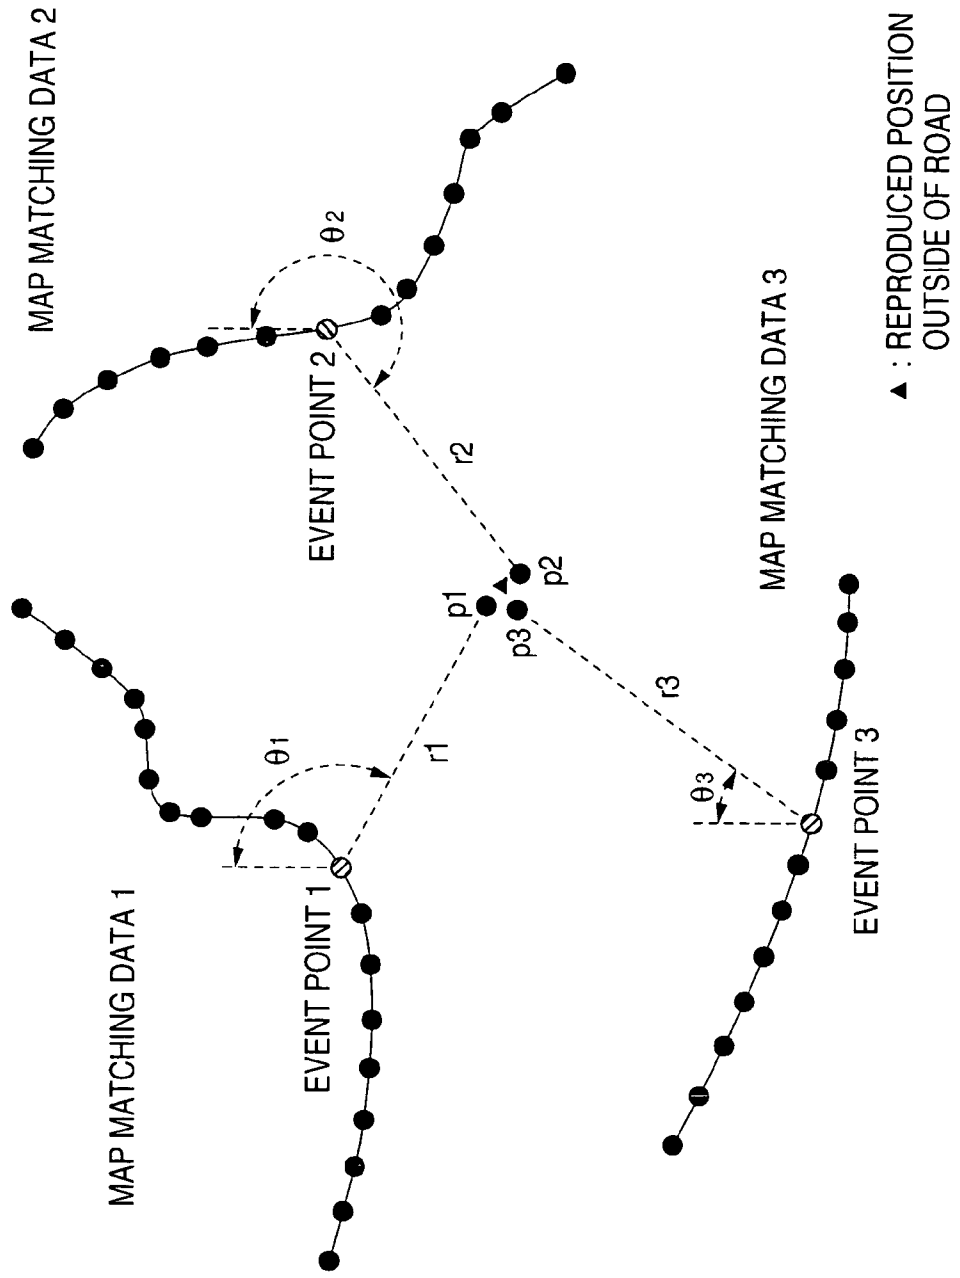 MAP MATCHING DATA 1
MAP MATCHING DATA 2
θ1
θ2
EVENT POINT 1
EVENT POINT 2
r1
r2
p1
p2
p3
r3
θ3
MAP MATCHING DATA 3
EVENT POINT 3
▲ : REPRODUCED POSITION
OUTSIDE OF ROAD